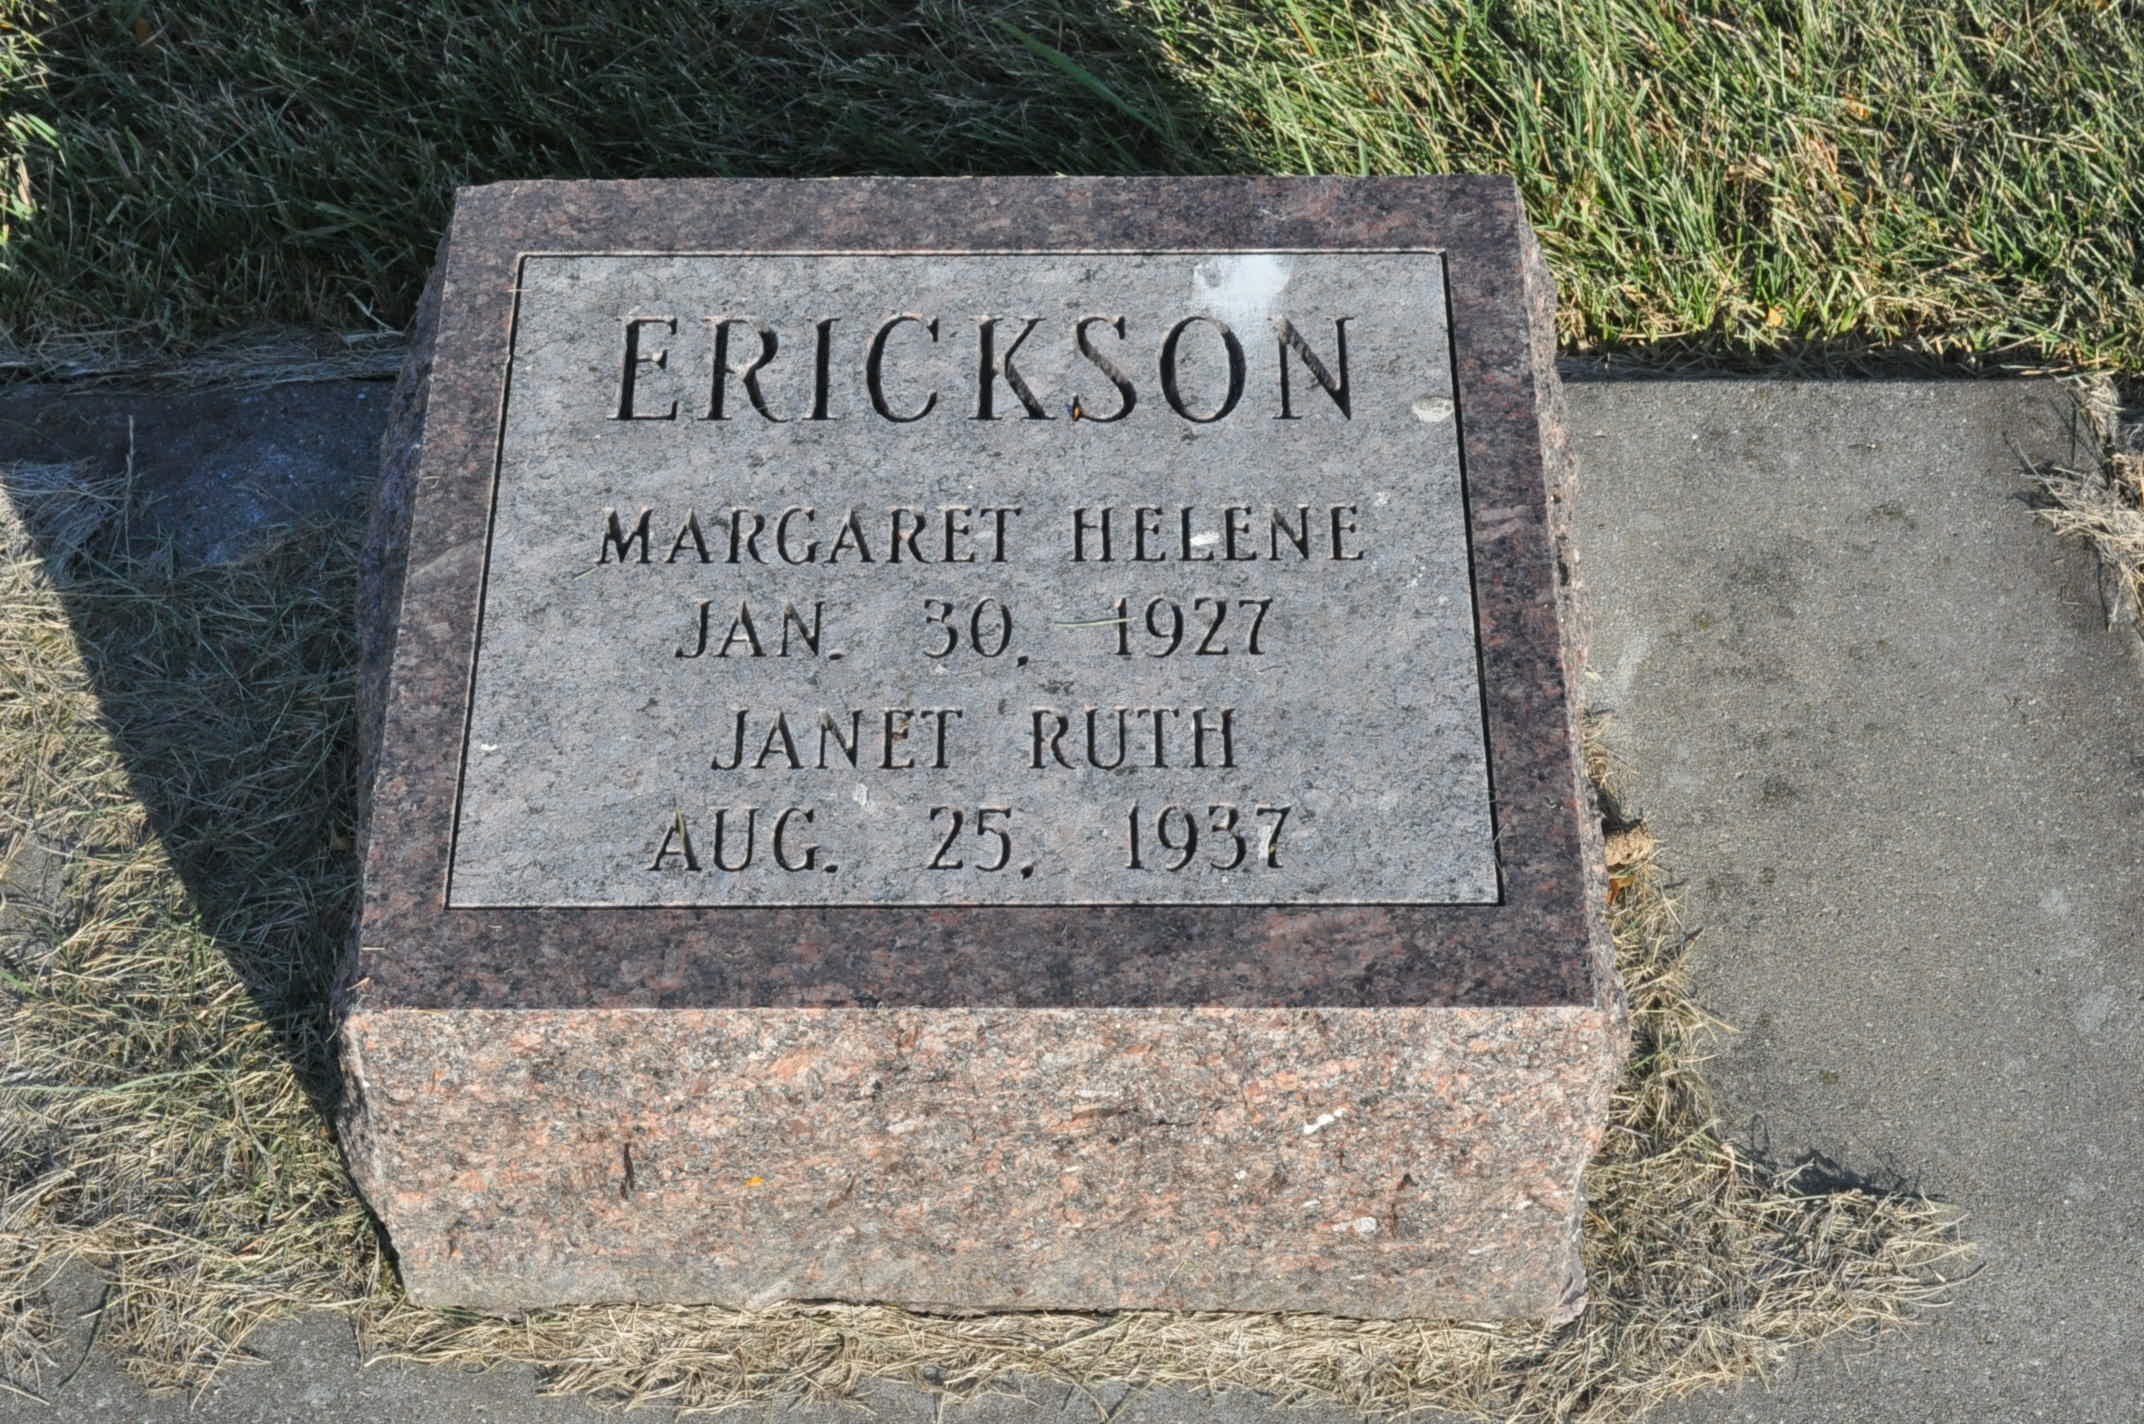 ERICKSON
MARGARET HELENE
JAN. 30, 1927
JANET RUTH
AUG. 25, 1937